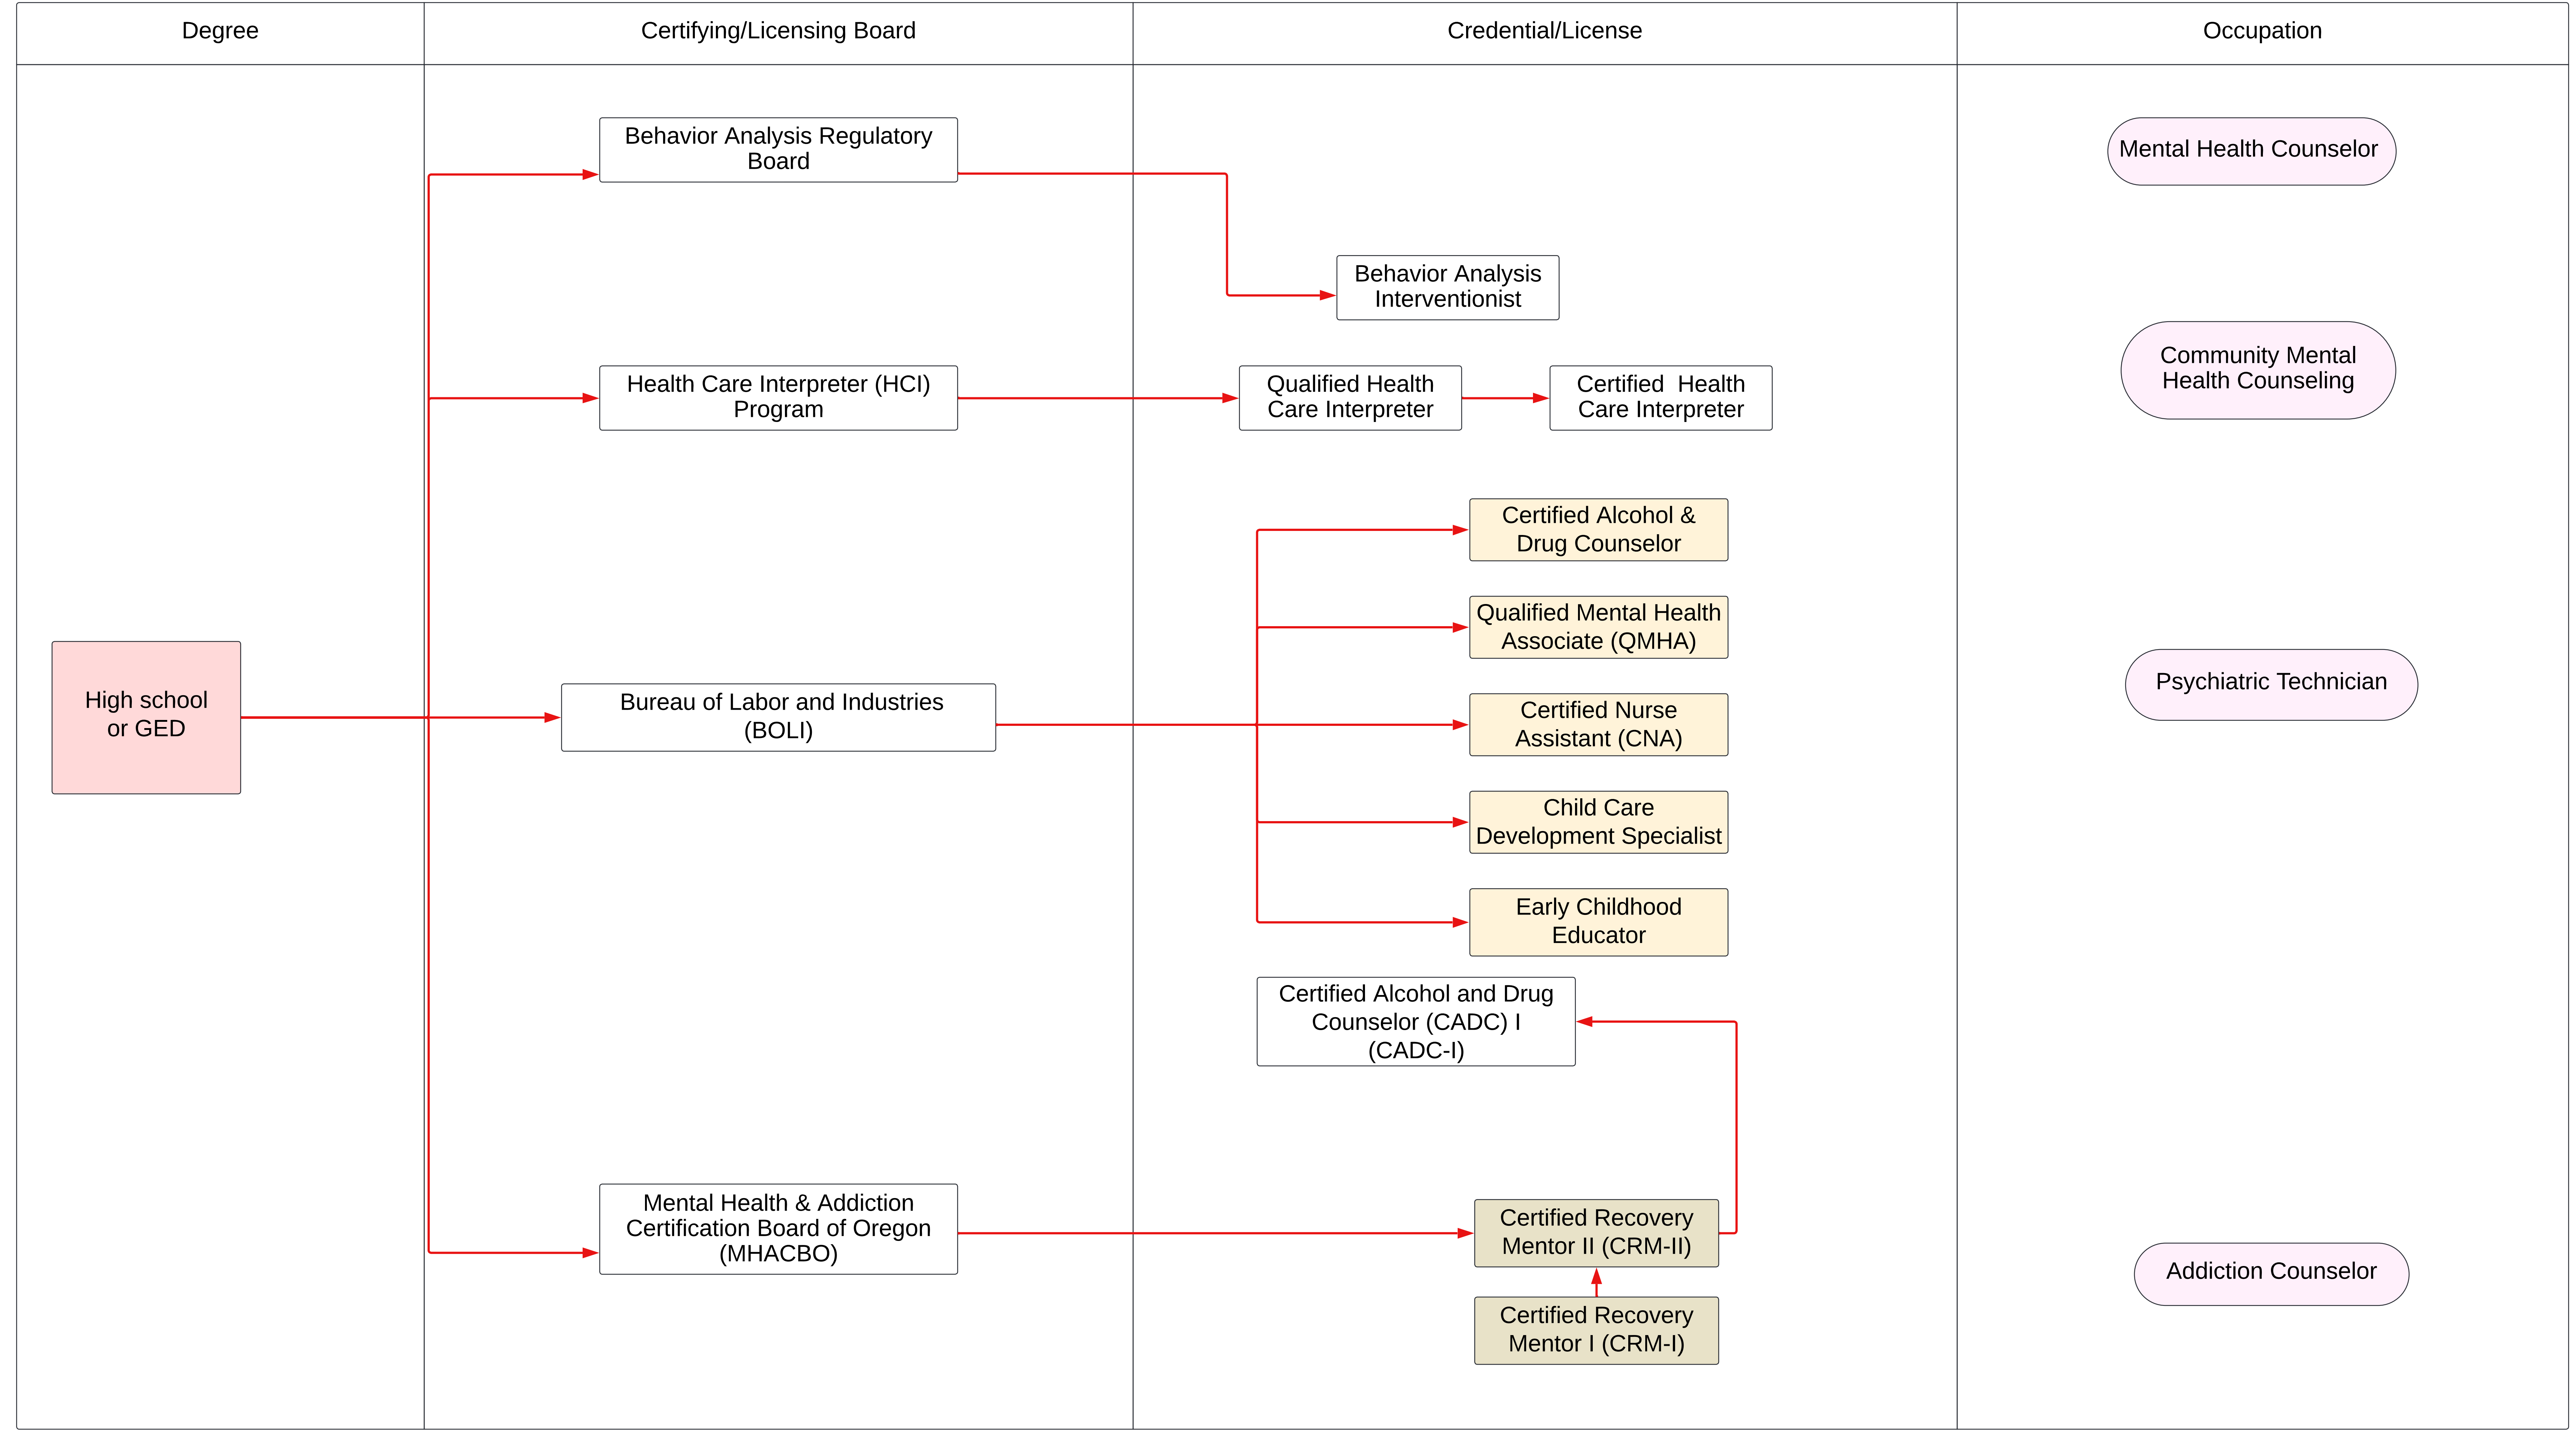 Degree
Certifying/Licensing Board
Credential/License
Occupation
High school
or GED
Behavior Analysis Regulatory
Board
Health Care Interpreter (HCI)
Program
Bureau of Labor and Industries
(BOLI)
Mental Health & Addiction
Certification Board of Oregon
(MHACBO)
Behavior Analysis
Interventionist
Qualified Health
Care Interpreter
Certified  Health
Care Interpreter
Certified Alcohol &
Drug Counselor
Qualified Mental Health
Associate (QMHA)
Certified Nurse
Assistant (CNA)
Child Care
Development Specialist
Early Childhood
Educator
Certified Alcohol and Drug
Counselor (CADC) I
(CADC-I)
Certified Recovery
Mentor II (CRM-II)
Certified Recovery
Mentor I (CRM-I)
Mental Health Counselor
Community Mental
Health Counseling
Psychiatric Technician
Addiction Counselor